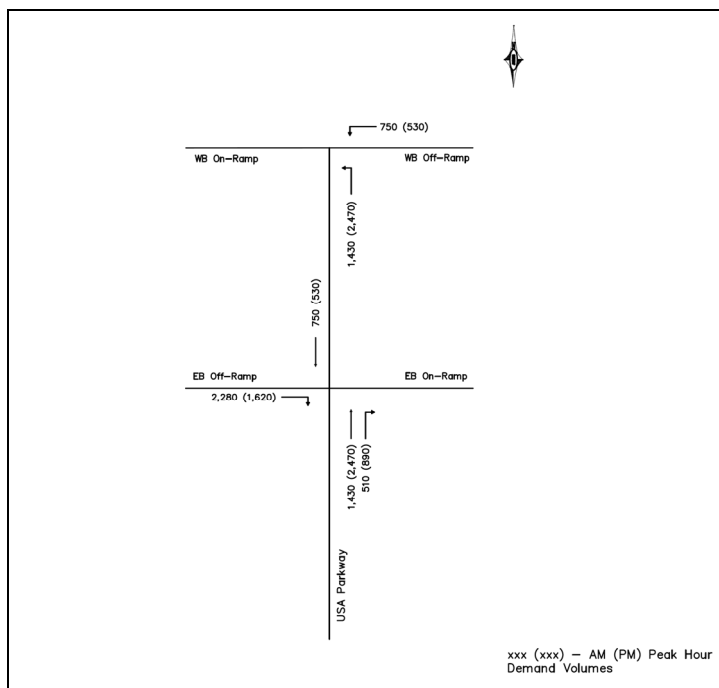 750 (530)
WB On-Ramp
WB Off-Ramp
1,430 (2,470)
750 (530)
EB Off-Ramp
EB On-Ramp
2,280 (1,620)
1,430 (2,470)
510 (890)
USA Parkway
xxx (xxx) – AM (PM) Peak Hour
Demand Volumes